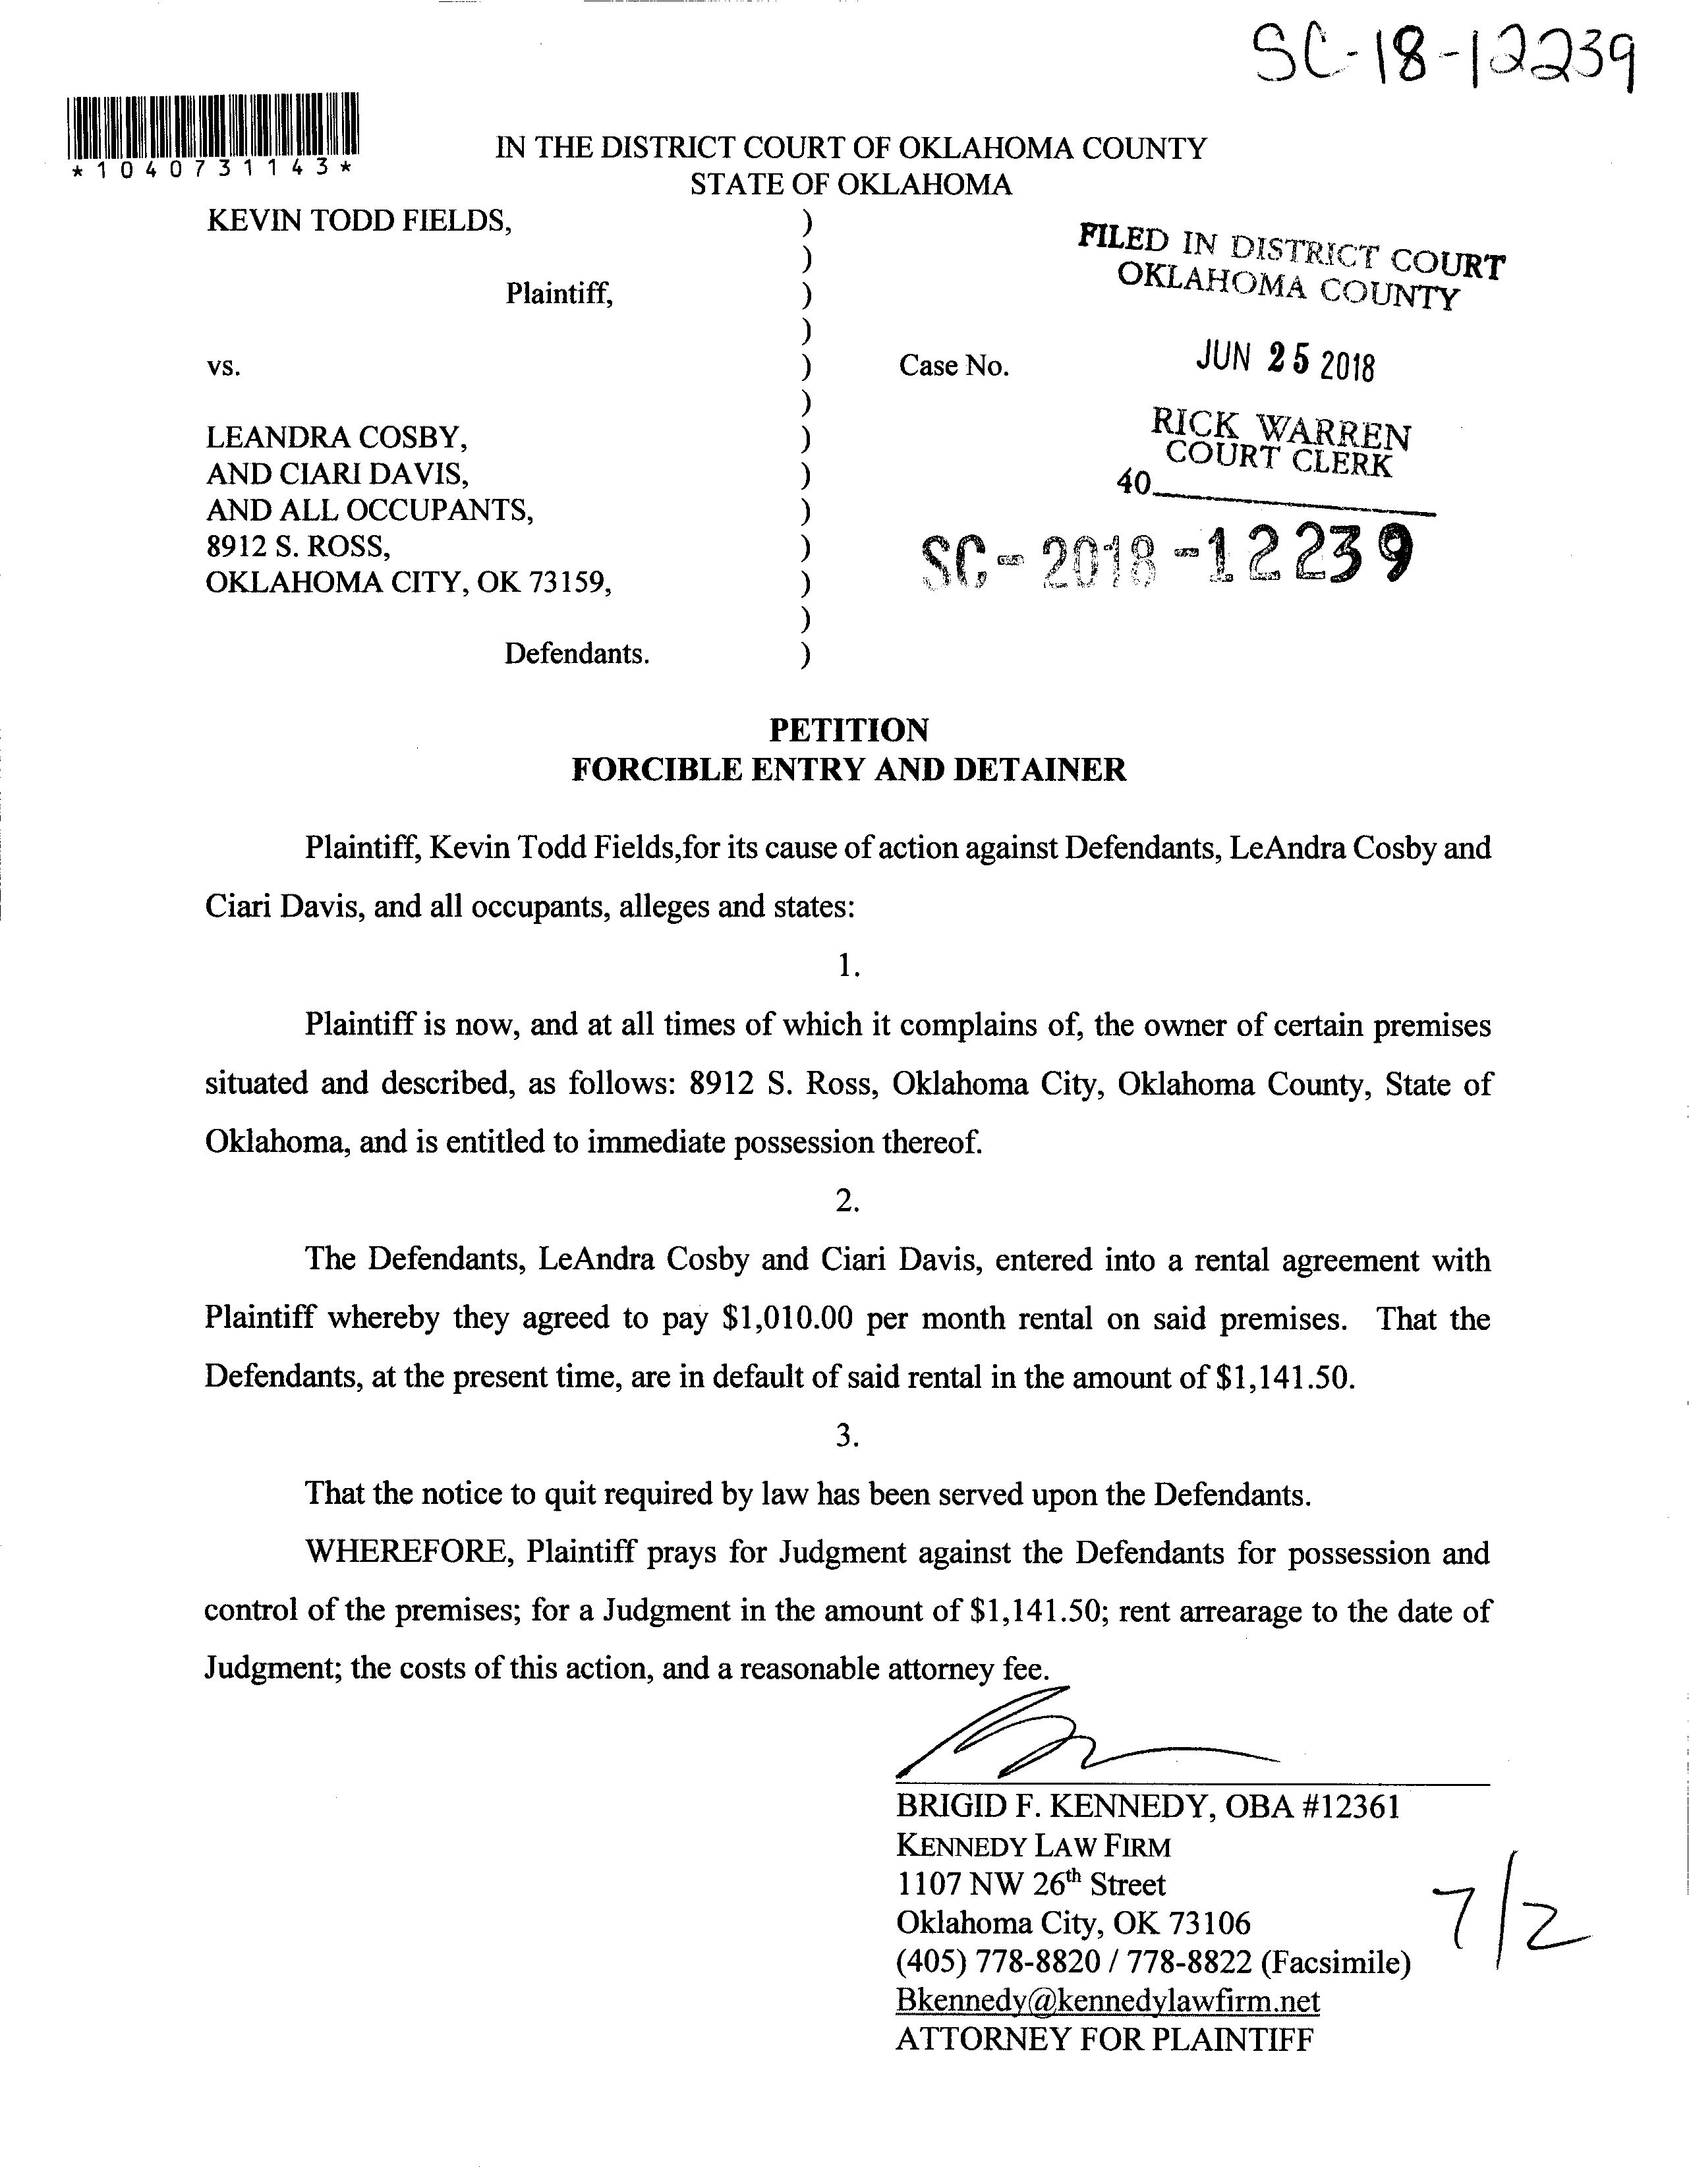 SC-18-12239
*1040731143*
IN THE DISTRICT COURT OF OKLAHOMA COUNTY
STATE OF OKLAHOMA
KEVIN TODD FIELDS, )
)
Plaintiff, )
)
vs. ) Case No.
)
LEANDRA COSBY, )
AND CIARI DAVIS, )
AND ALL OCCUPANTS, )
8912 S. ROSS, )
OKLAHOMA CITY, OK 73159, )
)
Defendants. )
FILED IN DISTRICT COURT
OKLAHOMA COUNTY
JUN 25 2018
RICK WARREN
COURT CLERK
40
SC-2018-12239
PETITION
FORCIBLE ENTRY AND DETAINER
Plaintiff, Kevin Todd Fields,for its cause of action against Defendants, LeAndra Cosby and
Ciari Davis, and all occupants, alleges and states:
1.
Plaintiff is now, and at all times of which it complains of, the owner of certain premises
situated and described, as follows: 8912 S. Ross, Oklahoma City, Oklahoma County, State of
Oklahoma, and is entitled to immediate possession thereof.
2.
The Defendants, LeAndra Cosby and Ciari Davis, entered into a rental agreement with
Plaintiff whereby they agreed to pay $1,010.00 per month rental on said premises. That the
Defendants, at the present time, are in default of said rental in the amount of $1,141.50.
3.
That the notice to quit required by law has been served upon the Defendants.
WHEREFORE, Plaintiff prays for Judgment against the Defendants for possession and
control of the premises; for a Judgment in the amount of $1,141.50; rent arrearage to the date of
Judgment; the costs of this action, and a reasonable attorney fee.
BRIGID F. KENNEDY, OBA #12361
KENNEDY LAW FIRM
1107 NW 26th Street
Oklahoma City, OK 73106
(405) 778-8820 / 778-8822 (Facsimile)
Bkennedy@kennedylawfirm.net
ATTORNEY FOR PLAINTIFF
7/2